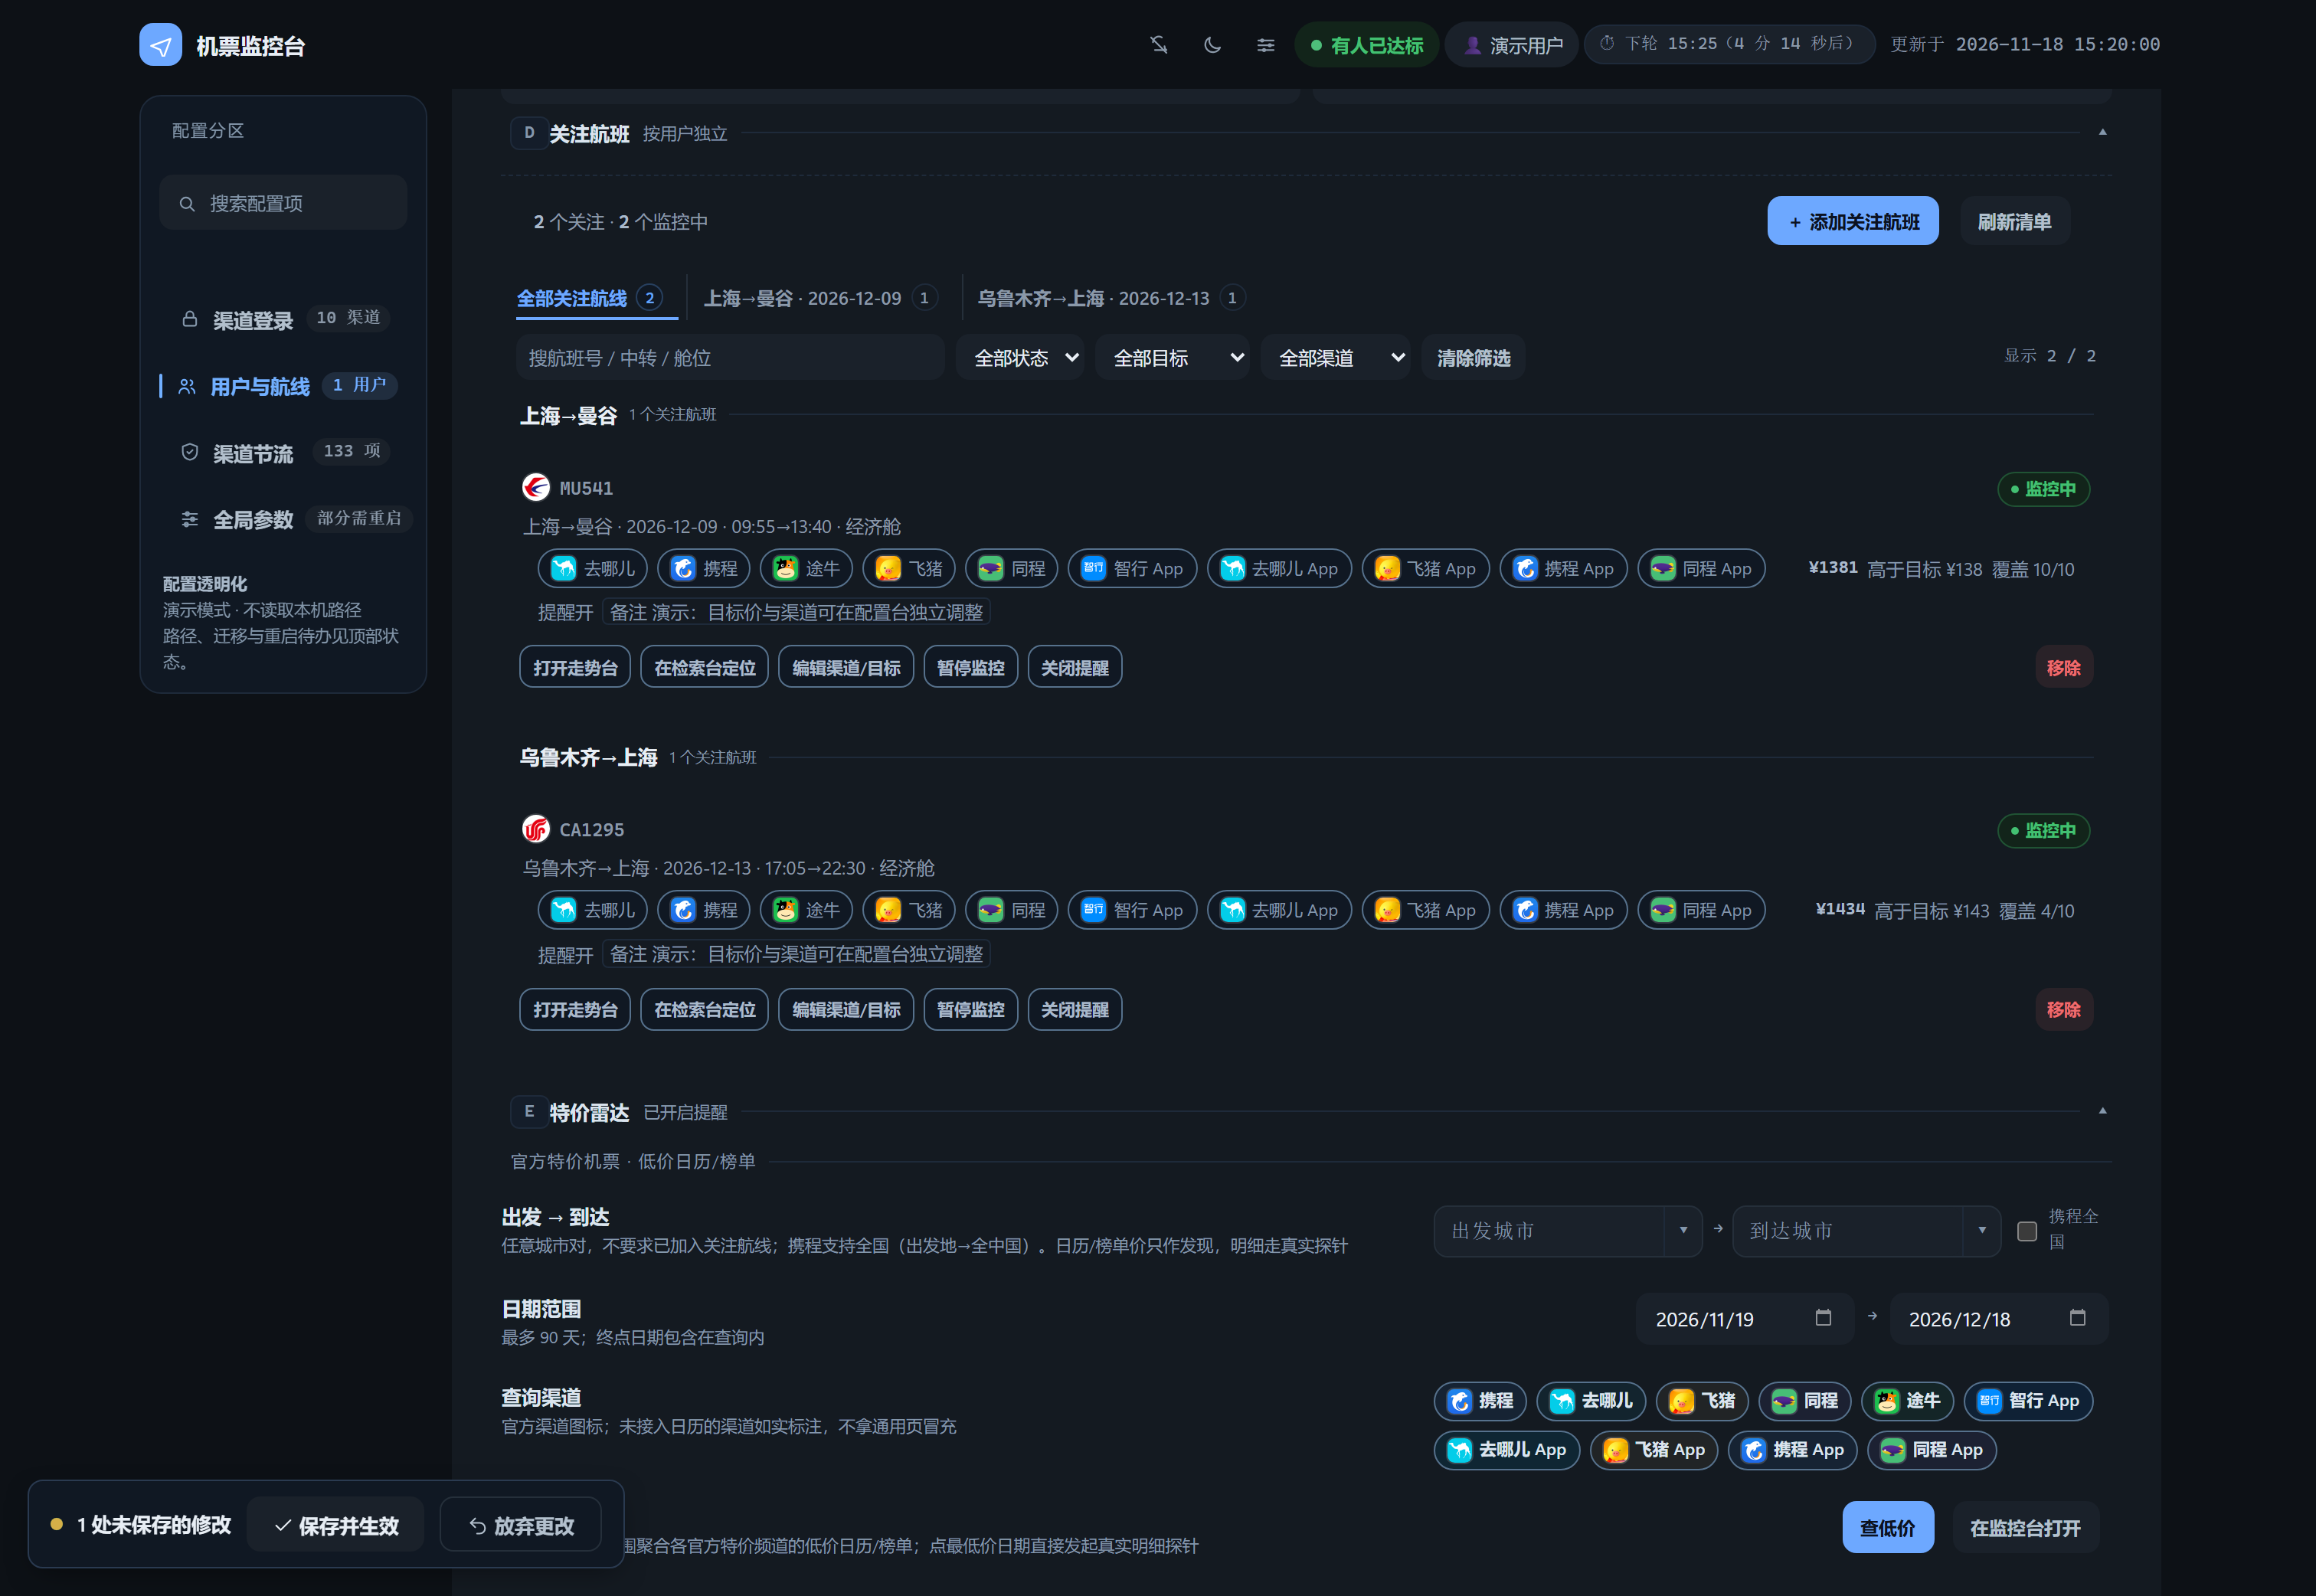 机票监控台
有人已达标
演示用户
下轮 15:25 (4 分 14 秒后)
更新于 2026-11-18 15:20:00
配置分区
搜索配置项
渠道登录 10 渠道
用户与航线 1 用户
渠道节流 133 项
全局参数 部分需重启
配置透明化
演示模式 · 不读取本机路径
路径、迁移与重启待办见顶部状
态。
D 关注航班 按用户独立
2 个关注 · 2 个监控中
+ 添加关注航班 刷新清单
全部关注航线 2 上海→曼谷 · 2026-12-09 1 乌鲁木齐→上海 · 2026-12-13 1
搜航班号 / 中转 / 舱位 全部状态 全部目标 全部渠道 清除筛选 显示 2 / 2
上海→曼谷 1 个关注航班
MU541 监控中
上海→曼谷 · 2026-12-09 · 09:55→13:40 · 经济舱
去哪儿 携程 途牛 飞猪 同程 智行 智行 App 去哪儿 App 飞猪 App 携程 App 同程 App ¥1381 高于目标 ¥138 覆盖 10/10
提醒开 备注 演示：目标价与渠道可在配置台独立调整
打开走势台 在检索台定位 编辑渠道/目标 暂停监控 关闭提醒 移除
乌鲁木齐→上海 1 个关注航班
CA1295 监控中
乌鲁木齐→上海 · 2026-12-13 · 17:05→22:30 · 经济舱
去哪儿 携程 途牛 飞猪 同程 智行 智行 App 去哪儿 App 飞猪 App 携程 App 同程 App ¥1434 高于目标 ¥143 覆盖 4/10
提醒开 备注 演示：目标价与渠道可在配置台独立调整
打开走势台 在检索台定位 编辑渠道/目标 暂停监控 关闭提醒 移除
E 特价雷达 已开启提醒
官方特价机票 · 低价日历/榜单
出发 → 到达
任意城市对，不要求已加入关注航线；携程支持全国（出发地→全中国）。日历/榜单价只作发现，明细走真实探针
出发城市 → 到达城市 携程全
国
日期范围
最多 90 天；终点日期包含在查询内
2026/11/19 → 2026/12/18
查询渠道
官方渠道图标；未接入日历的渠道如实标注，不拿通用页冒充
携程 去哪儿 飞猪 同程 途牛 智行 智行 App
去哪儿 App 飞猪 App 携程 App 同程 App
1 处未保存的修改 保存并生效 放弃更改
围聚合各官方特价频道的低价日历/榜单；点最低价日期直接发起真实明细探针
查低价 在监控台打开